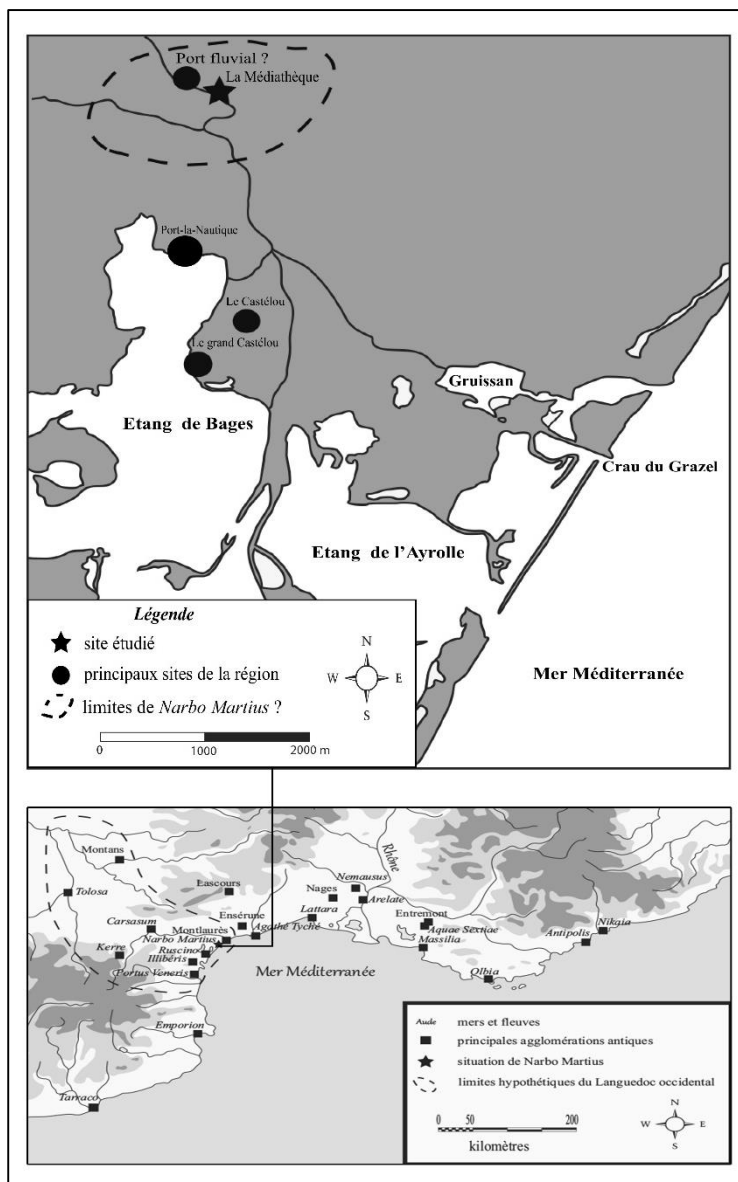 Port fluvial ?
La Médiathèque
Port-la-Nautique
Le Castélou
Le grand Castélou
Gruissan
Etang de Bages
Crau du Grazel
Etang de l'Ayrolle
Mer Méditerranée
Légende
site étudié
principaux sites de la région
limites de Narbo Martius ?
N
W
E
S
0
1000
2000 m
Montans
Rhône
Tolosa
Lascours
Nemausus
Nages
Arelate
Carsasum
Ensérune
Lattara
Entremont
Nikaia
Montlaurès
Agathé Tyché
Aquae Sextiae
Antipolis
Kerre
Narbo Martius
Ruscino
Massilia
Illibéris
Portus Veneris
Mer Méditerranée
Olbia
Emporion
Tarraco
Aude
mers et fleuves
principales agglomérations antiques
situation de Narbo Martius
limites hypothétiques du Languedoc occidental
0
50
200
kilomètres
N
W
E
S